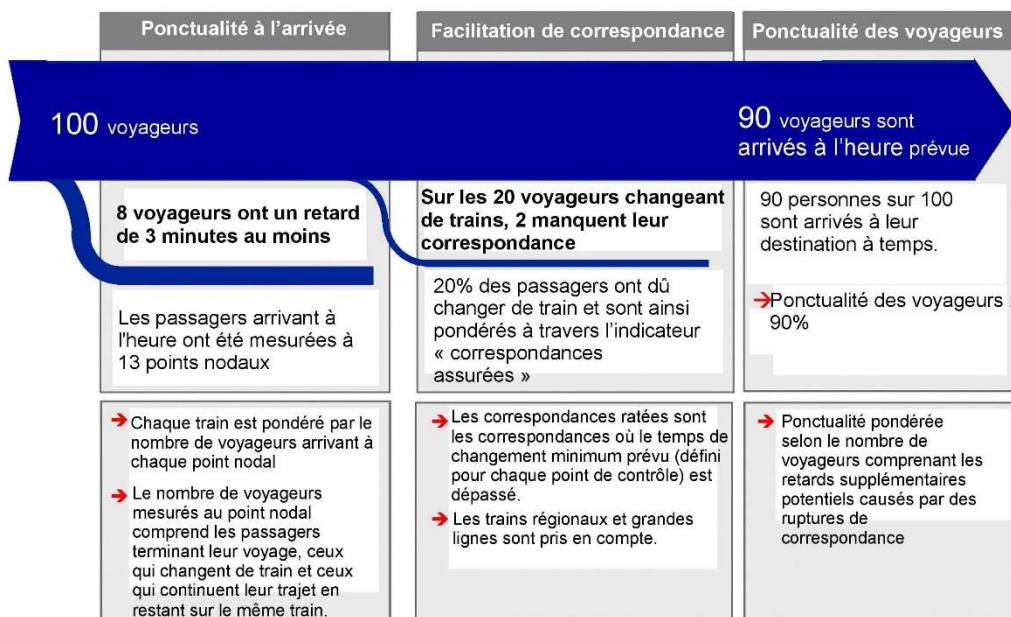 Ponctualité à l'arrivée
Facilitation de correspondance
Ponctualité des voyageurs
100 voyageurs
90 voyageurs sont
arrivés à l'heure prévue
8 voyageurs ont un retard
de 3 minutes au moins
Les passagers arrivant à
l'heure ont été mesurées à
13 points nodaux
Sur les 20 voyageurs changeant
de trains, 2 manquent leur
correspondance
20% des passagers ont dû
changer de train et sont ainsi
pondérés à travers l'indicateur
« correspondances
assurées »
90 personnes sur 100
sont arrivés à leur
destination à temps.
Ponctualité des voyageurs :
90%
Chaque train est pondéré par le
nombre de voyageurs arrivant à
chaque point nodal
Le nombre de voyageurs
mesurés au point nodal
comprend les passagers
terminant leur voyage, ceux
qui changent de train et ceux
qui continuent leur trajet en
restant sur le même train.
Les correspondances ratées sont
les correspondances où le temps de
changement minimum prévu (défini
pour chaque point de contrôle) est
dépassé.
Les trains régionaux et grandes
lignes sont pris en compte.
Ponctualité pondérée
selon le nombre de
voyageurs comprenant les
retards supplémentaires
potentiels causés par des
ruptures de
correspondance